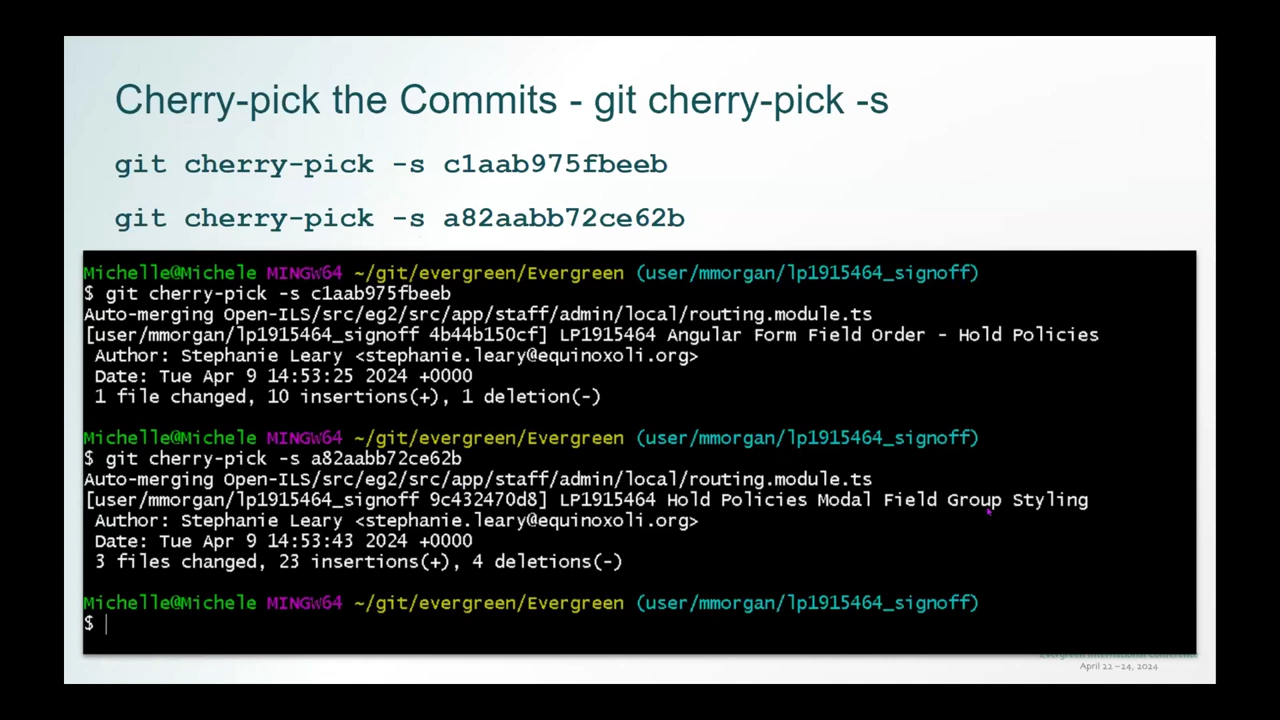 Cherry-pick the Commits - git cherry-pick -s
git cherry-pick -s c1aab975fbeeb
git cherry-pick -s a82aabb72ce62b
Michelle@Michele MINGW64 ~/git/evergreen/Evergreen (user/mmorgan/lp1915464_signoff)
$ git cherry-pick -s c1aab975fbeeb
Auto-merging Open-ILS/src/eg2/src/app/staff/admin/local/routing.module.ts
[user/mmorgan/lp1915464_signoff 4b44b150cf] LP1915464 Angular Form Field Order - Hold Policies
Author: Stephanie Leary <stephanie.leary@equinoxoli.org>
Date: Tue Apr 9 14:53:25 2024 +0000
1 file changed, 10 insertions(+), 1 deletion(-)
Michelle@Michele MINGW64 ~/git/evergreen/Evergreen (user/mmorgan/lp1915464_signoff)
$ git cherry-pick -s a82aabb72ce62b
Auto-merging Open-ILS/src/eg2/src/app/staff/admin/local/routing.module.ts
[user/mmorgan/lp1915464_signoff 9c432470d8] LP1915464 Hold Policies Modal Field Group Styling
Author: Stephanie Leary <stephanie.leary@equinoxoli.org>
Date: Tue Apr 9 14:53:43 2024 +0000
3 files changed, 23 insertions(+), 4 deletions(-)
Michelle@Michele MINGW64 ~/git/evergreen/Evergreen (user/mmorgan/lp1915464_signoff)
$
Evergreen International Conference
April 22–24, 2024